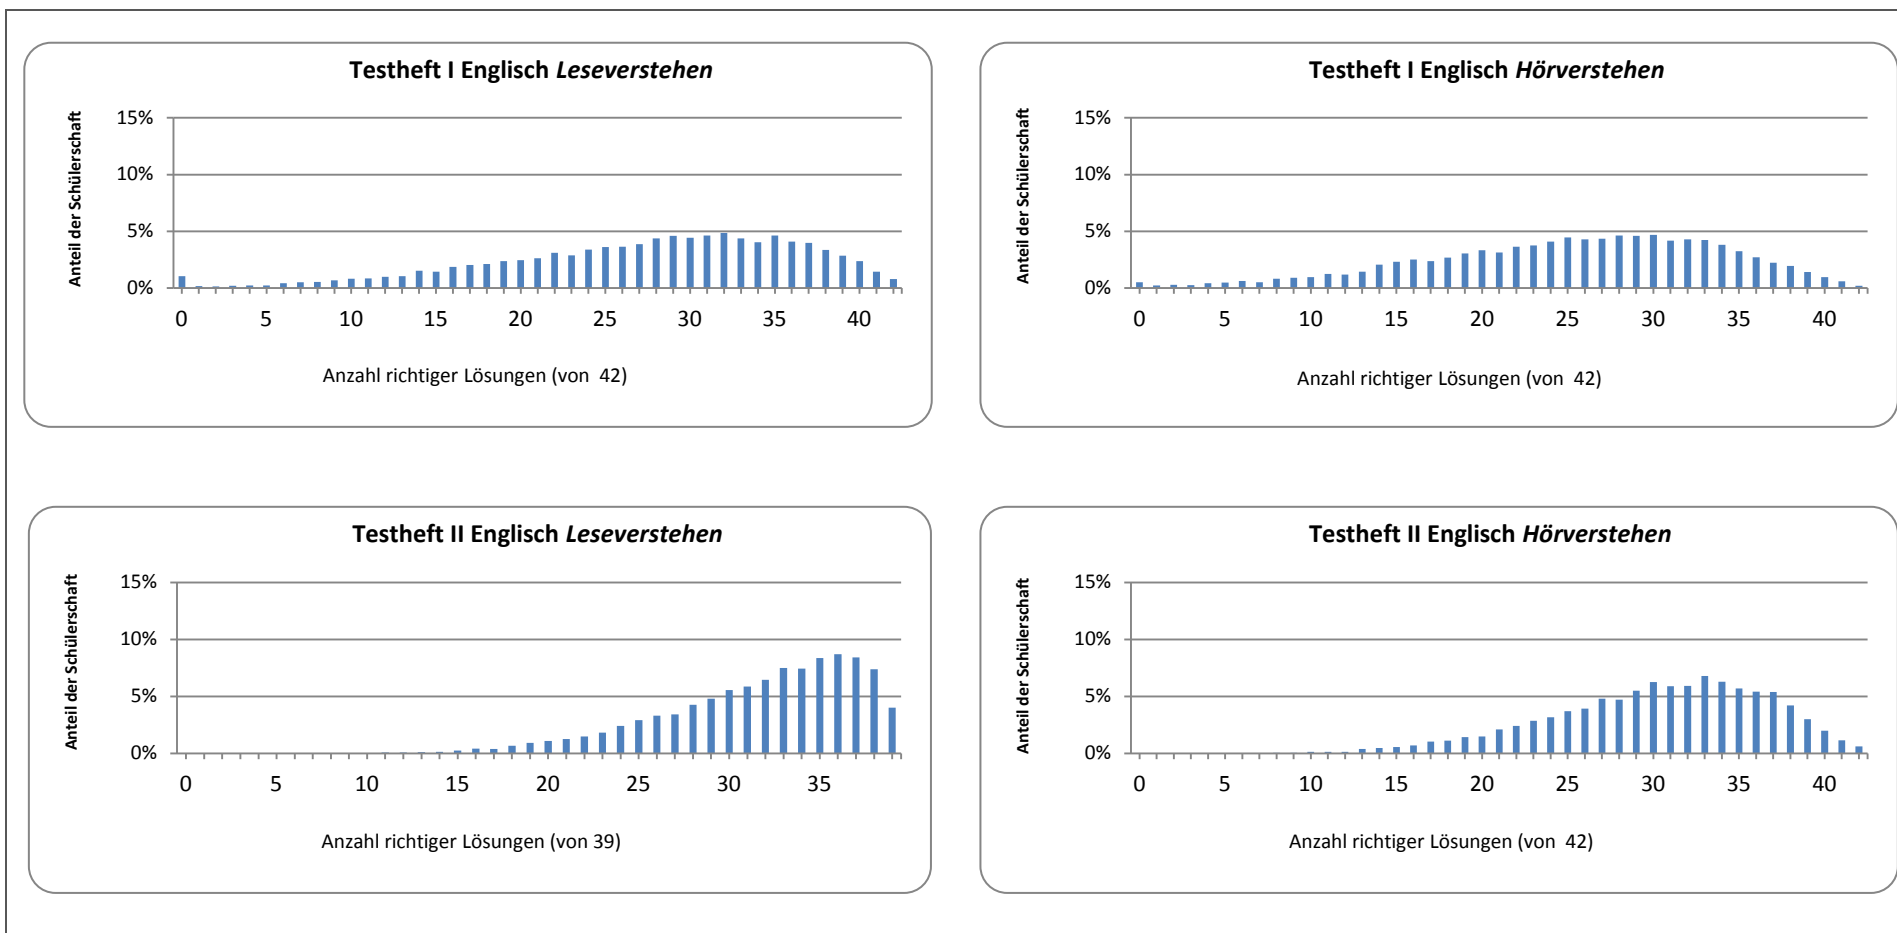 Testheft I Englisch Leseverstehen
Anteil der Schülerschaft
15%
10%
5%
0%
0 5 10 15 20 25 30 35 40
Anzahl richtiger Lösungen (von 42)
Testheft I Englisch Hörverstehen
Anteil der Schülerschaft
15%
10%
5%
0%
0 5 10 15 20 25 30 35 40
Anzahl richtiger Lösungen (von 42)
Testheft II Englisch Leseverstehen
Anteil der Schülerschaft
15%
10%
5%
0%
0 5 10 15 20 25 30 35
Anzahl richtiger Lösungen (von 39)
Testheft II Englisch Hörverstehen
Anteil der Schülerschaft
15%
10%
5%
0%
0 5 10 15 20 25 30 35 40
Anzahl richtiger Lösungen (von 42)